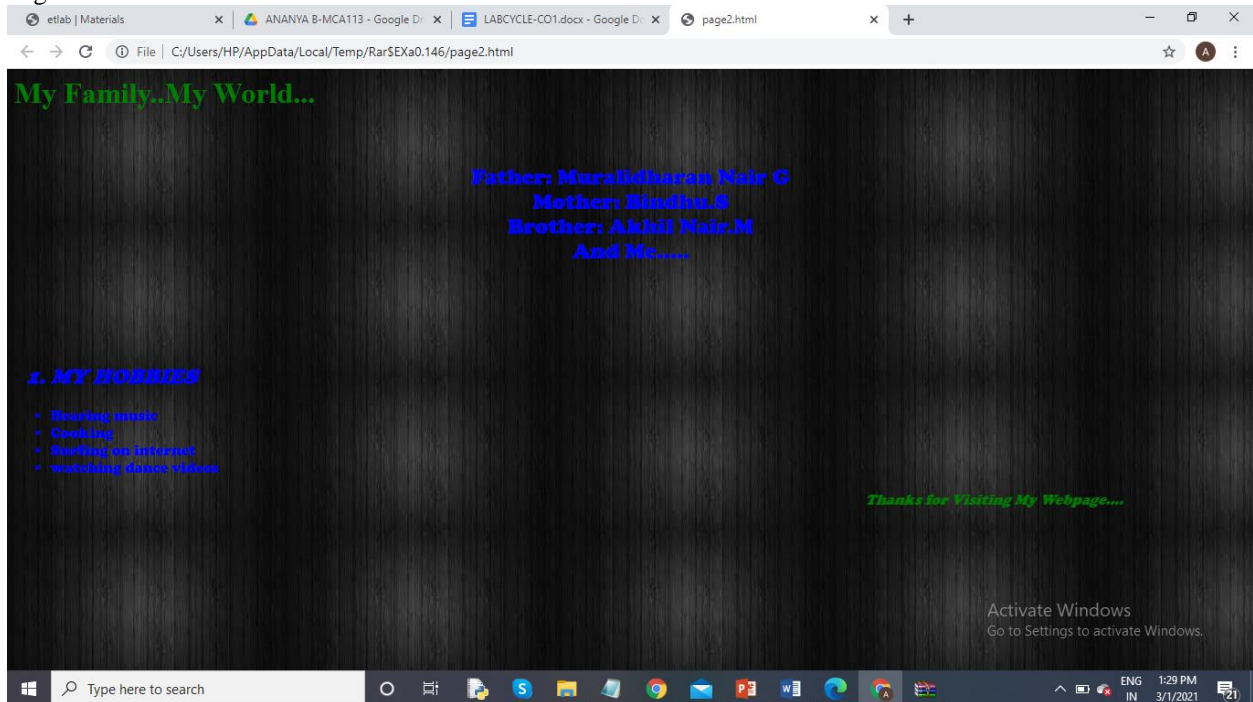 etlab | Materials
ANANYA B-MCA113 - Google Dr
LABCYCLE-CO1.docx - Google D
page2.html
File | C:/Users/HP/AppData/Local/Temp/Rar$EXa0.146/page2.html
A
My Family..My World...
Father: Muralidharan Nair G
Mother: Bindhu.S
Brother: Akhil Nair.M
And Me.....
1. MY HOBBIES
• Hearing music
• Cooking
• Surfing on internet
• watching dance videos
Thanks for Visiting My Webpage....
Activate Windows
Go to Settings to activate Windows.
Type here to search
ENG 1:29 PM
IN 3/1/2021
21